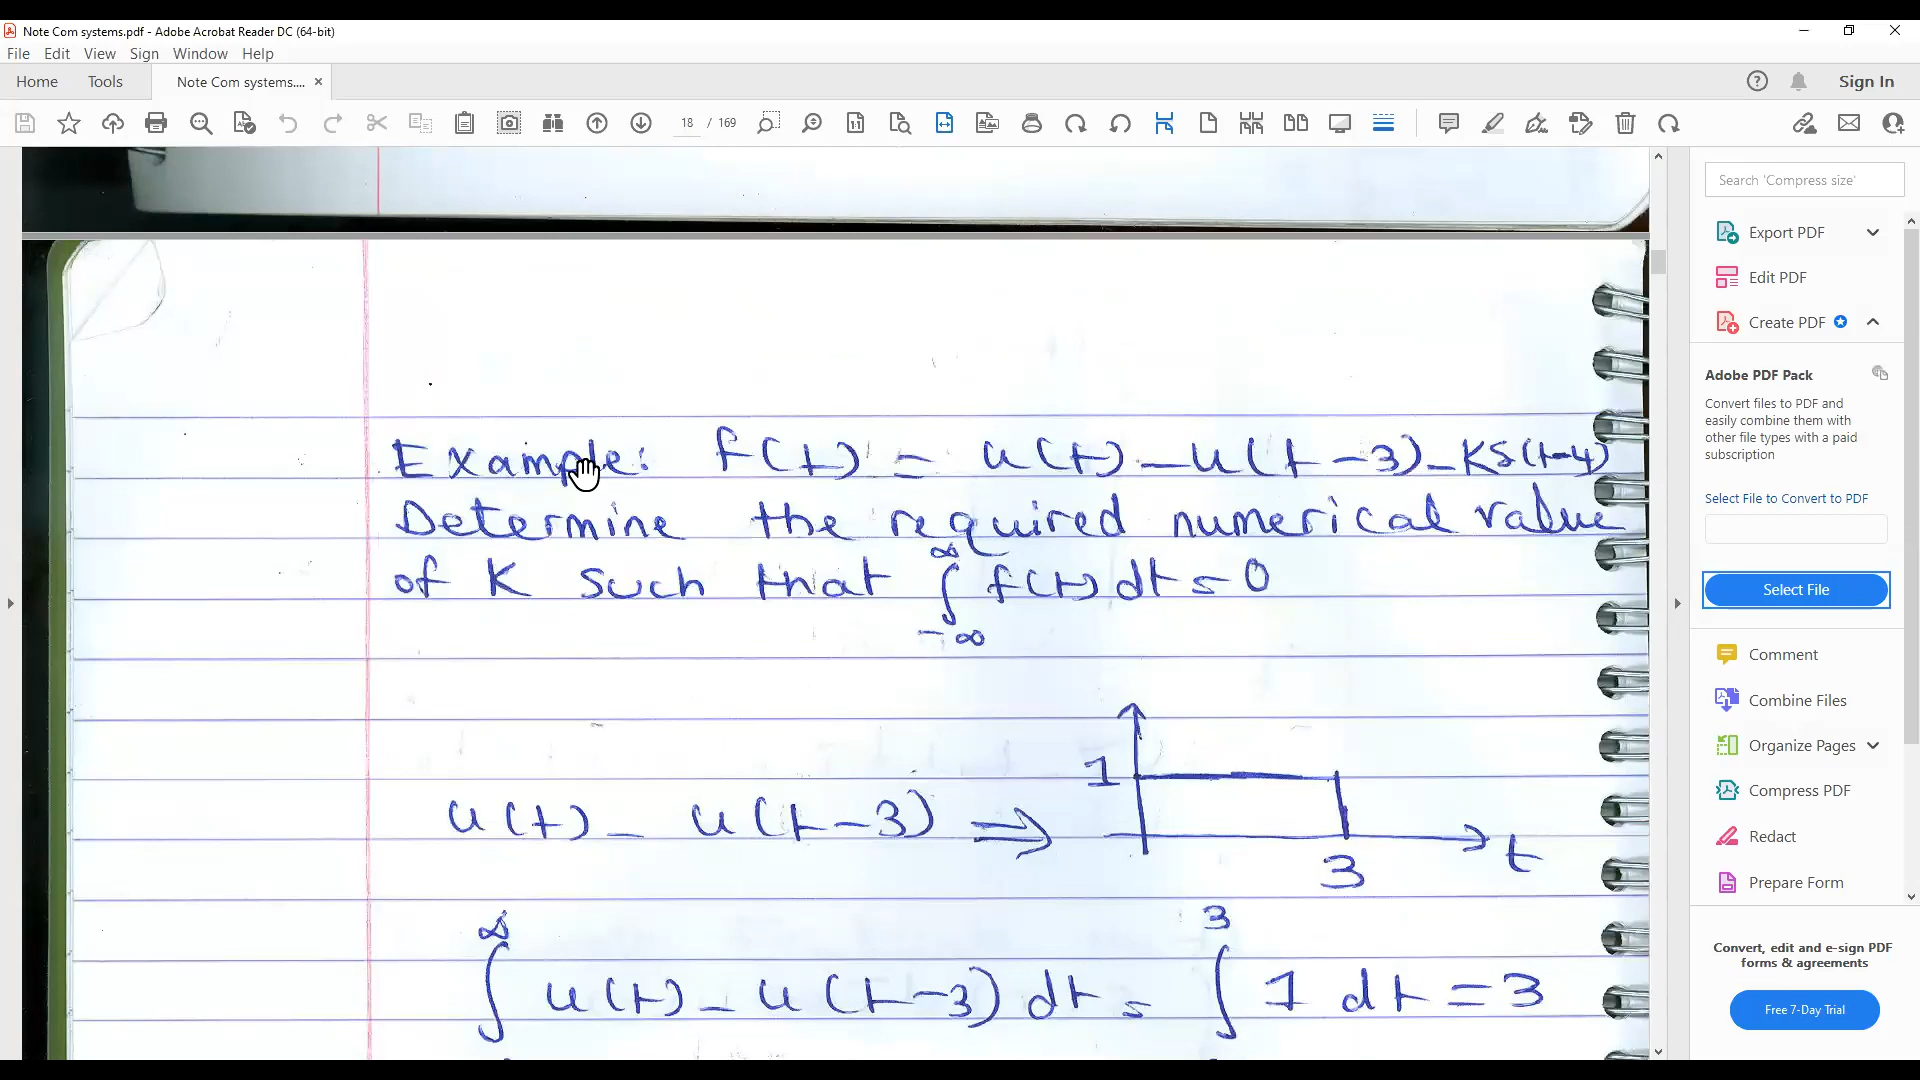 Note Com systems.pdf - Adobe Acrobat Reader DC (64-bit)
File Edit View Sign Window Help
Home Tools Note Com systems.... × Sign In
18 / 169
Search 'Compress size'
Export PDF
Edit PDF
Create PDF
Adobe PDF Pack
Convert files to PDF and
easily combine them with
other file types with a paid
subscription
Select File to Convert to PDF
Select File
Comment
Combine Files
Organize Pages
Compress PDF
Redact
Prepare Form
Convert, edit and e-sign PDF
forms & agreements
Free 7-Day Trial
Example: f(t) = u(t) - u(t-3) - Kδ(t-4)
Determine the required numerical value
of K such that ∫_{-∞}^{∞} f(t) dt = 0
1
u(t) - u(t-3) ⇒
t
3
∫^{∞} u(t) - u(t-3) dt = ∫^{3} 1 dt = 3